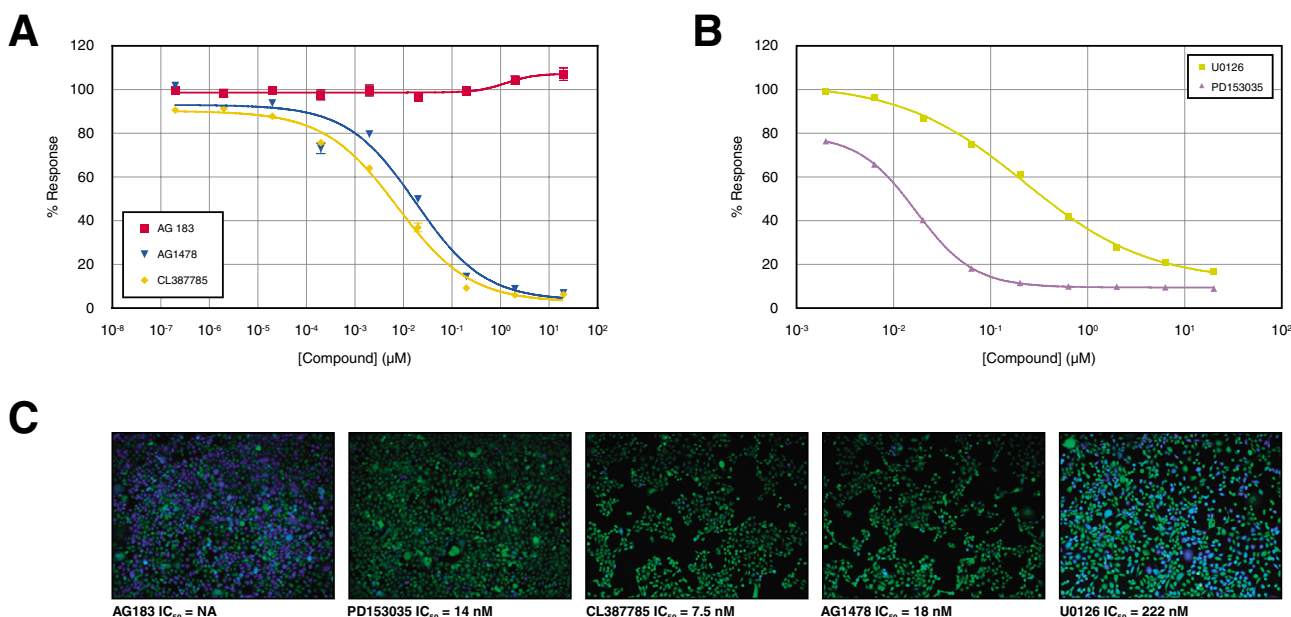 A
120
100
80
60
40
20
0
% Response
AG 183
AG1478
CL387785
10⁻⁸ 10⁻⁷ 10⁻⁶ 10⁻⁵ 10⁻⁴ 10⁻³ 10⁻² 10⁻¹ 10⁰ 10¹ 10²
[Compound] (µM)
B
120
100
80
60
40
20
0
% Response
U0126
PD153035
10⁻³ 10⁻² 10⁻¹ 10⁰ 10¹ 10²
[Compound] (µM)
C
AG183 IC₅₀ = NA
PD153035 IC₅₀ = 14 nM
CL387785 IC₅₀ = 7.5 nM
AG1478 IC₅₀ = 18 nM
U0126 IC₅₀ = 222 nM